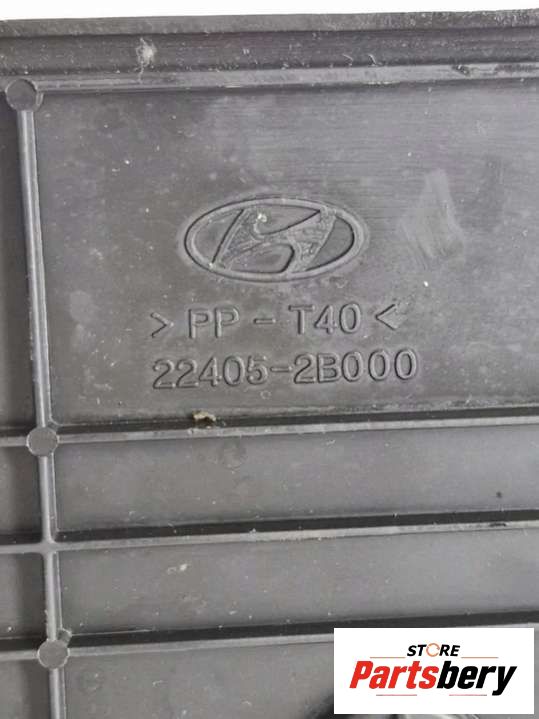 > PP - T40 <
22405-2B000
STORE
Partsbery